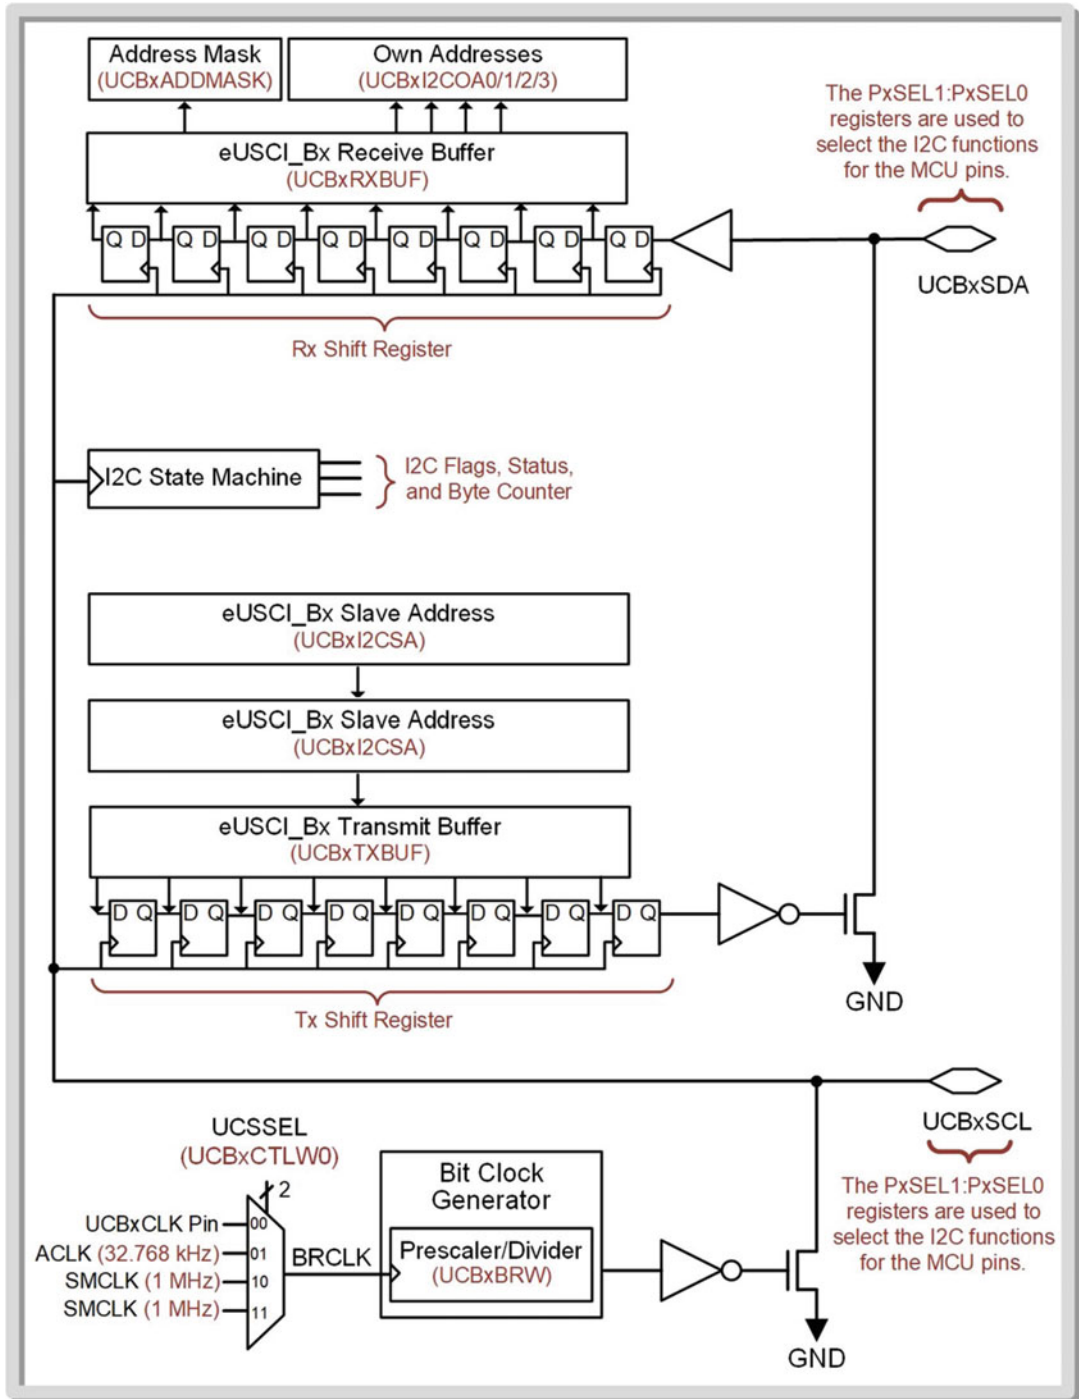 Address Mask
(UCBxADDMASK)
Own Addresses
(UCBxI2COA0/1/2/3)
The PxSEL1:PxSEL0
registers are used to
select the I2C functions
for the MCU pins.
eUSCI_Bx Receive Buffer
(UCBxRXBUF)
Q D Q D Q D Q D Q D Q D Q D Q D
UCBxSDA
Rx Shift Register
I2C State Machine
I2C Flags, Status,
and Byte Counter
eUSCI_Bx Slave Address
(UCBxI2CSA)
eUSCI_Bx Slave Address
(UCBxI2CSA)
eUSCI_Bx Transmit Buffer
(UCBxTXBUF)
D Q D Q D Q D Q D Q D Q D Q D Q
GND
Tx Shift Register
UCBxSCL
The PxSEL1:PxSEL0
registers are used to
select the I2C functions
for the MCU pins.
UCSSEL
(UCBxCTLW0)
2
UCBxCLK Pin 00
ACLK (32.768 kHz) 01
SMCLK (1 MHz) 10
SMCLK (1 MHz) 11
BRCLK
Bit Clock
Generator
Prescaler/Divider
(UCBxBRW)
GND